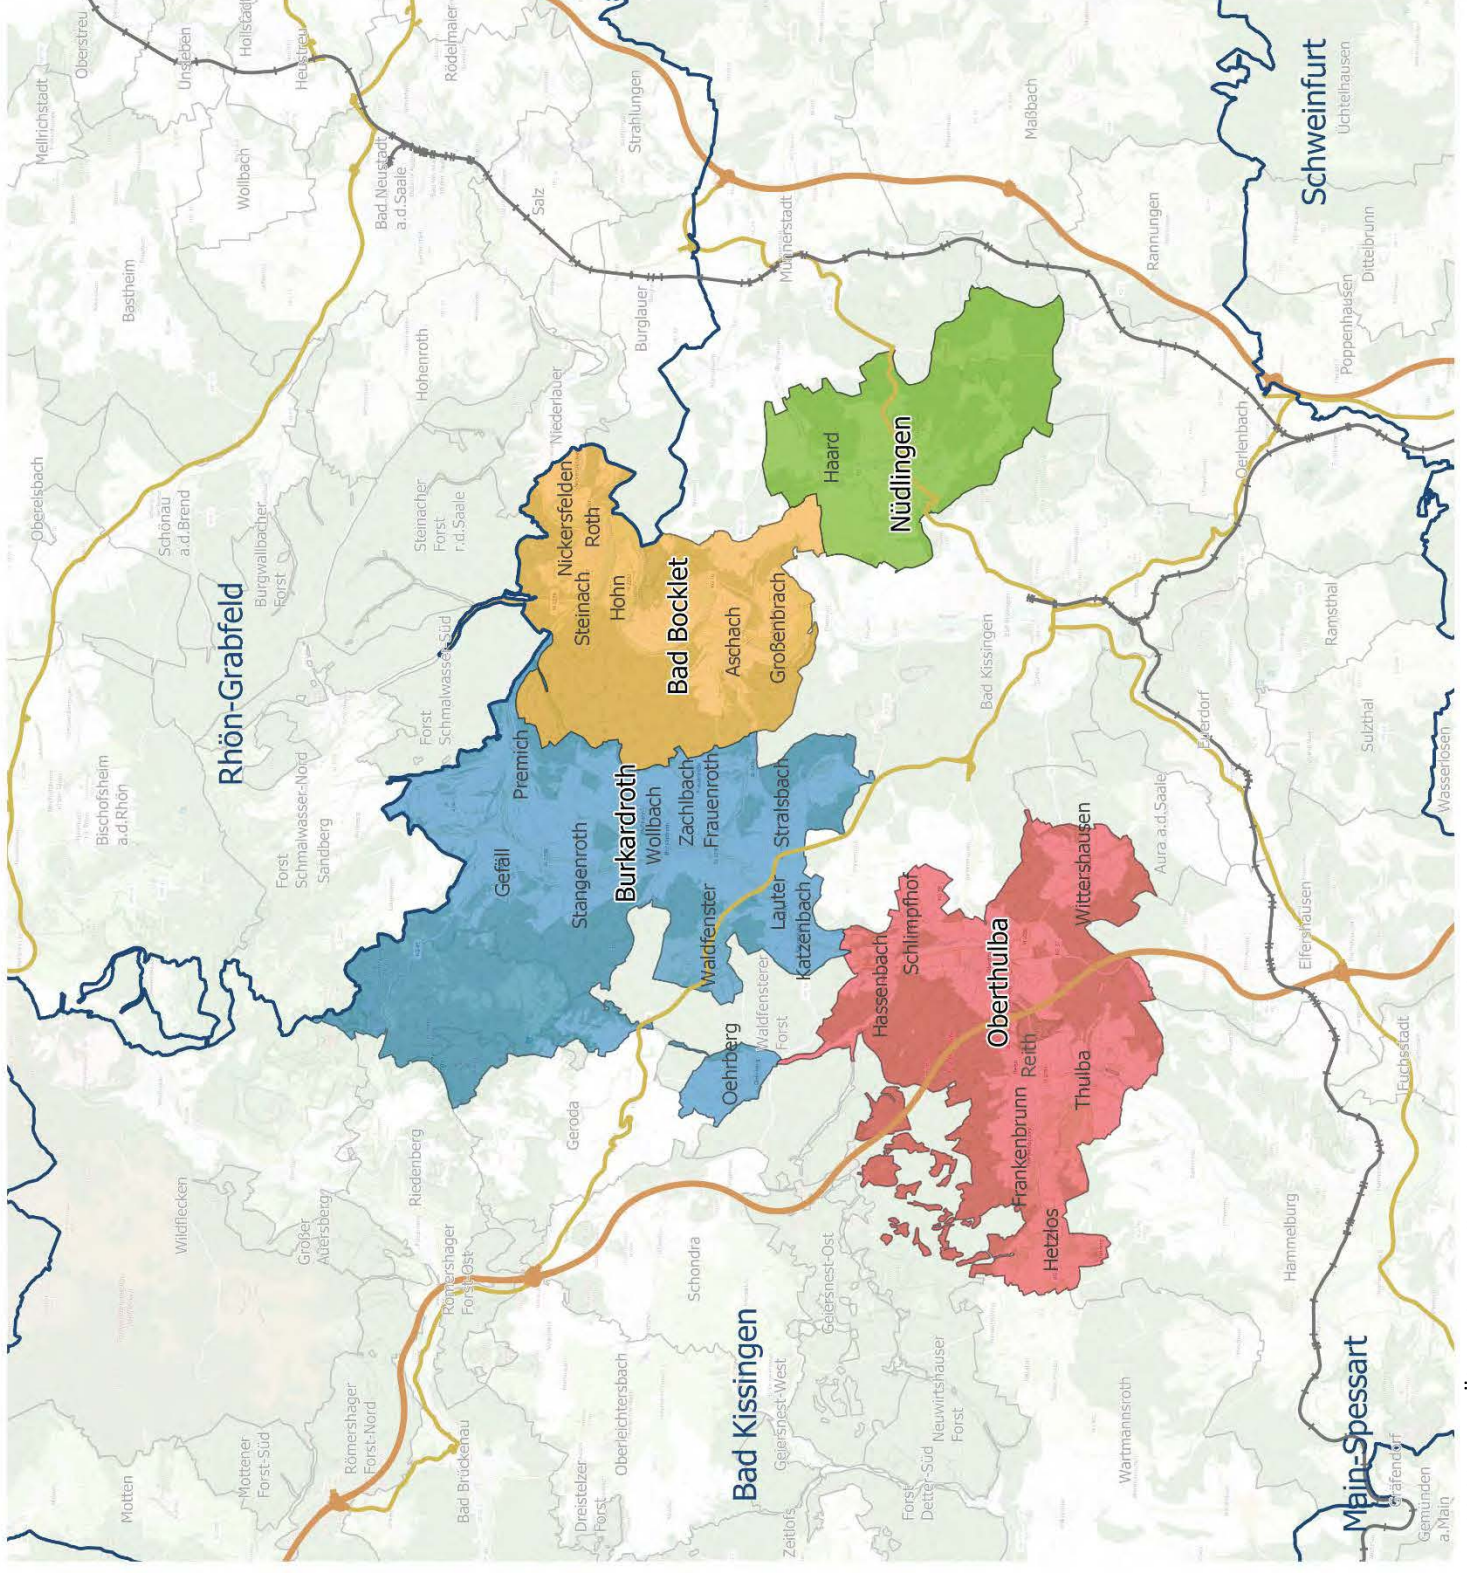 Motten
Mottener
Forst-Süd
Römershager
Forst-Nord
Bad Brückenau
Dreistelzer
Forst
Oberleichtersbach
Zeitlofs
Geiersnest-West
Forst
Detter-Süd
Neuwirtshauser
Forst
Wartmannsroth
Gräfendorf
Gemünden
a.Main
Main-Spessart
Bad Kissingen
Wildflecken
Großer
Auersberg
Riedenberg
Römershager
Forst-Ost
Geroda
Schondra
Geiersnest-Ost
Hammelburg
Fuchsstadt
Elfershausen
Hetzlos
Frankenbrunn
Reith
Thulba
Oberthulba
Hassenbach
Schlimpfhof
Wittershausen
Oehrberg
Waldfensterer
Forst
Waldfenster
Lauter
Katzenbach
Stralsbach
Gefäll
Stangenroth
Premich
Burkardroth
Wollbach
Zachlbach
Frauenroth
Bischofsheim
a.d.Rhön
Forst
Schmalwasser-Nord
Sandberg
Rhön-Grabfeld
Forst
Schmalwasser-Süd
Burgwallbacher
Forst
Schönau
a.d.Brend
Oberelsbach
Steinacher
Forst
r.d.Saale
Steinach
Nickersfelden
Roth
Hohn
Bad Bocklet
Aschach
Großenbrach
Haard
Nüdlingen
Bad Kissingen
Aura a.d.Saale
Euerdorf
Sulzthal
Wasserlosen
Ramsthal
Oerlenbach
Poppenhausen
Dittelbrunn
Rannungen
Maßbach
Schweinfurt
Üchtelhausen
Münnerstadt
Burglauer
Niederlauer
Hohenroth
Bastheim
Salz
Strahlungen
Bad Neustadt
a.d.Saale
Wollbach
Mellrichstadt
Oberstreu
Unsleben
Hollstadt
Heustreu
Rödelmaier